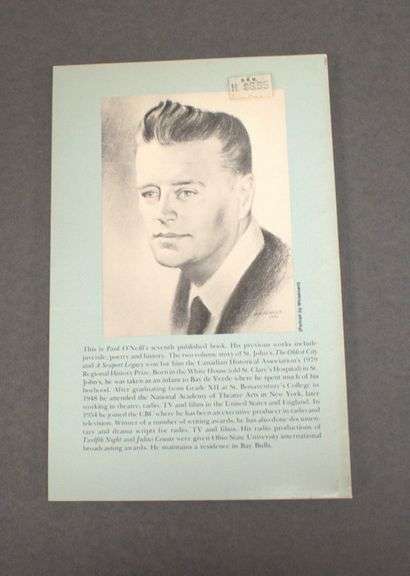 This is Paul O'Neill's seventh published book. His previous works include
juvenile, poetry and history. The two volume story of St. John's, The Oldest City
and A Seaport Legacy won for him the Canadian Historical Association's 1979
Regional History Prize. Born in the White House (old St. Clare's Hospital) in St.
John's, he was taken as an infant to Bay de Verde where he spent much of his
boyhood. After graduating from Grade XII at St. Bonaventure's College in
1948 he attended the National Academy of Theatre Arts in New York, later
working in theatre, radio, TV and films in the United States and England. In
1954 he joined the CBC where he has been an executive producer in radio and
television. Winner of a number of writing awards, he has also done documen-
tary and drama scripts for radio, TV and films. His radio productions of
Twelfth Night and Julius Caesar were given Ohio State University international
broadcasting awards. He maintains a residence in Bay Bulls.